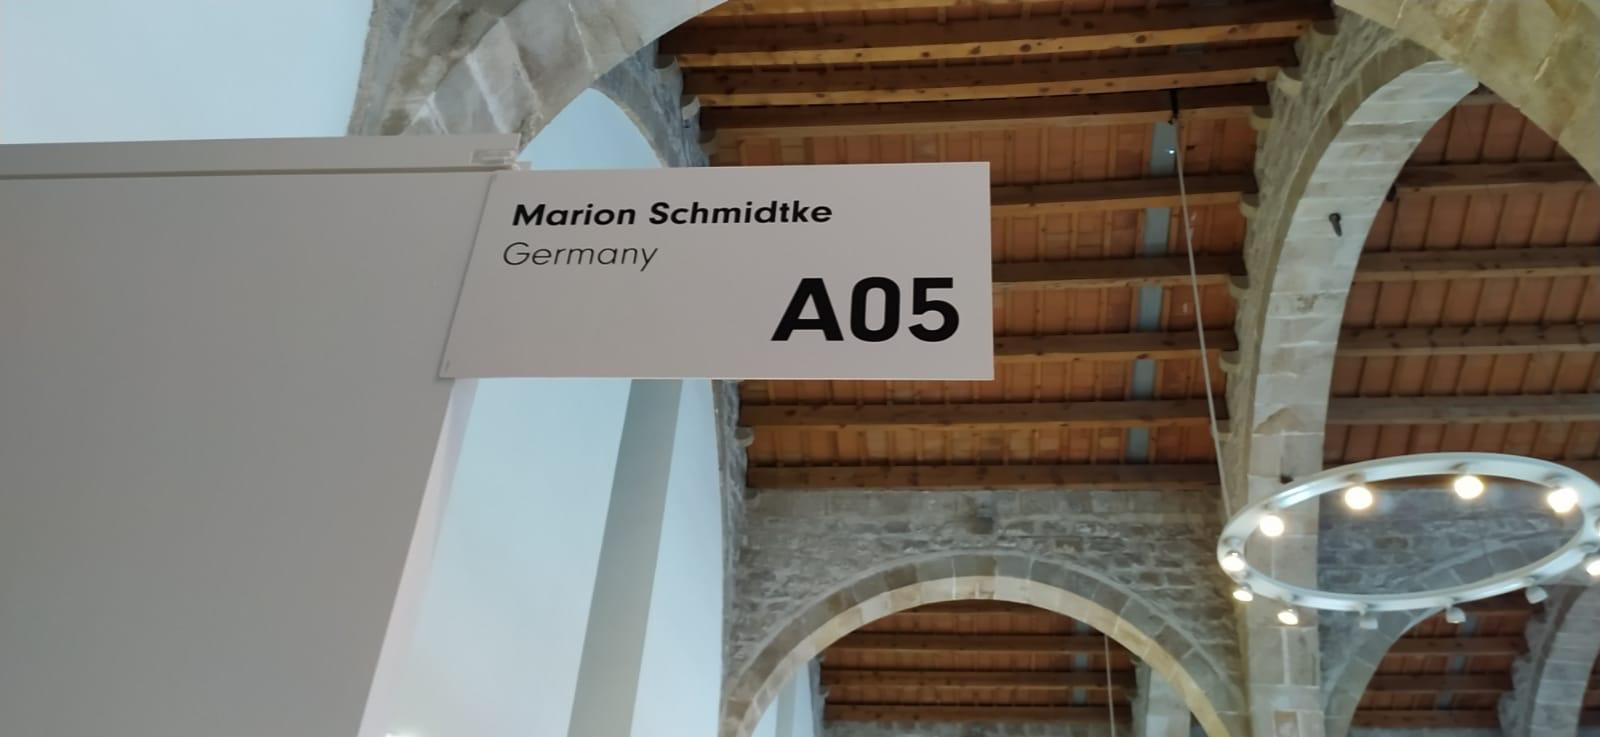 Marion Schmidtke
Germany
A05